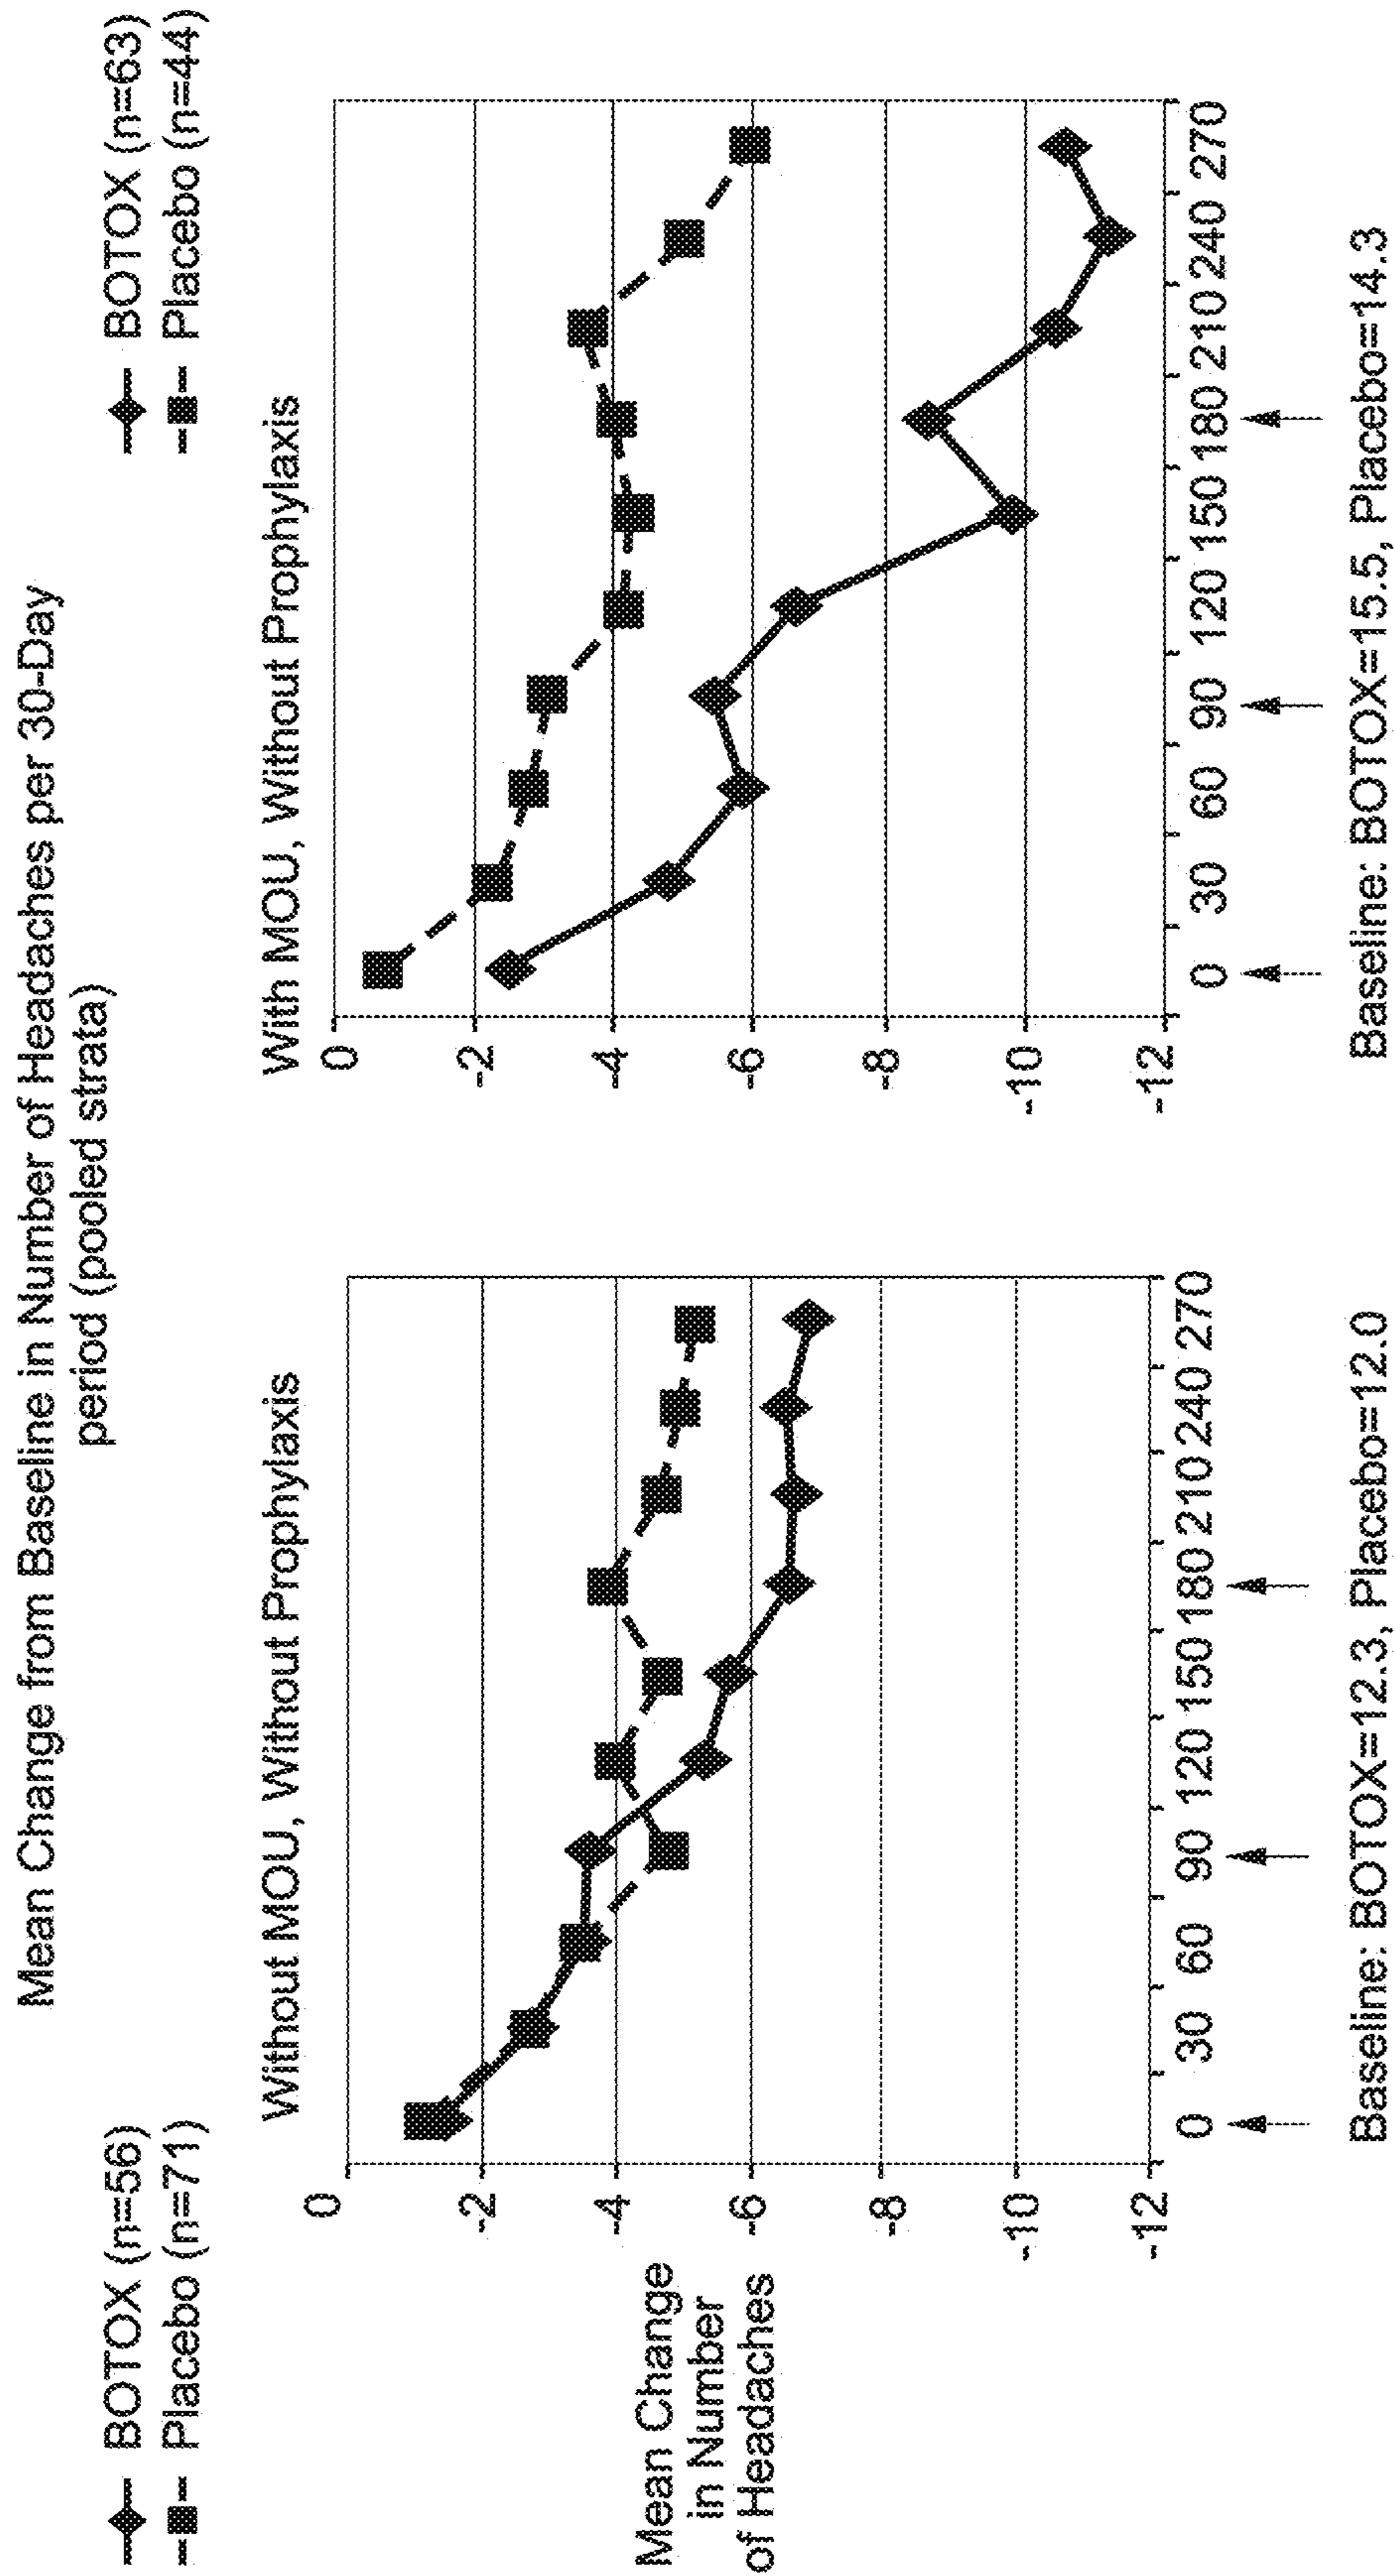 Mean Change from Baseline in Number of Headaches per 30-Day
period (pooled strata)
BOTOX (n=56)
Placebo (n=71)
BOTOX (n=63)
Placebo (n=44)
Without MOU, Without Prophylaxis
Mean Change
in Number
of Headaches
0
-2
-4
-6
-8
-10
-12
0 30 60 90 120 150 180 210 240 270
Baseline: BOTOX=12.3, Placebo=12.0
With MOU, Without Prophylaxis
0
-2
-4
-6
-8
-10
-12
0 30 60 90 120 150 180 210 240 270
Baseline: BOTOX=15.5, Placebo=14.3